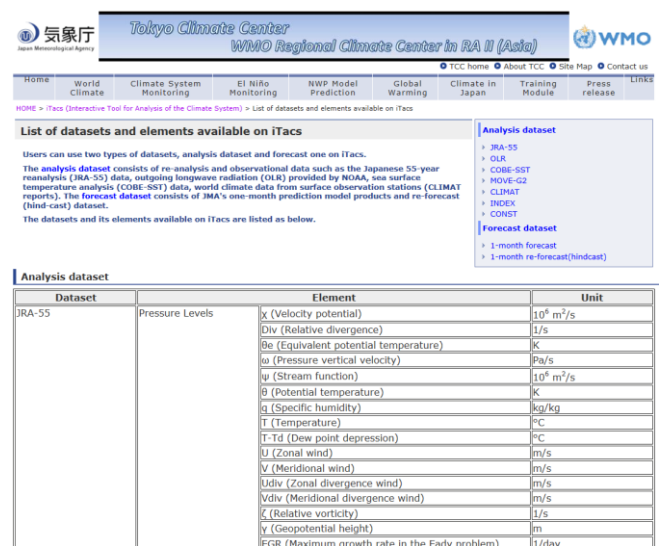 気象庁
Japan Meteorological Agency
Tokyo Climate Center
WMO Regional Climate Center in RA II (Asia)
WMO
TCC home About TCC Site Map Contact us
Home World Climate Climate System Monitoring El Niño Monitoring NWP Model Prediction Global Warming Climate in Japan Training Module Press release Links
HOME > iTacs (Interactive Tool for Analysis of the Climate System) > List of datasets and elements available on iTacs
List of datasets and elements available on iTacs
Users can use two types of datasets, analysis dataset and forecast one on iTacs.
The analysis dataset consists of re-analysis and observational data such as the Japanese 55-year
reanalysis (JRA-55) data, outgoing longwave radiation (OLR) provided by NOAA, sea surface
temperature analysis (COBE-SST) data, world climate data from surface observation stations (CLIMAT
reports). The forecast dataset consists of JMA's one-month prediction model products and re-forecast
(hind-cast) dataset.
The datasets and its elements available on iTacs are listed as below.
Analysis dataset
JRA-55
OLR
COBE-SST
MOVE-G2
CLIMAT
INDEX
CONST
Forecast dataset
1-month forecast
1-month re-forecast(hindcast)
Analysis dataset
Dataset Element Unit
JRA-55 Pressure Levels χ (Velocity potential) 10⁶ m²/s
Div (Relative divergence) 1/s
θe (Equivalent potential temperature) K
ω (Pressure vertical velocity) Pa/s
ψ (Stream function) 10⁶ m²/s
θ (Potential temperature) K
q (Specific humidity) kg/kg
T (Temperature) °C
T-Td (Dew point depression) °C
U (Zonal wind) m/s
V (Meridional wind) m/s
Udiv (Zonal divergence wind) m/s
Vdiv (Meridional divergence wind) m/s
ζ (Relative vorticity) 1/s
γ (Geopotential height) m
EGR (Maximum growth rate in the Eady problem) 1/day